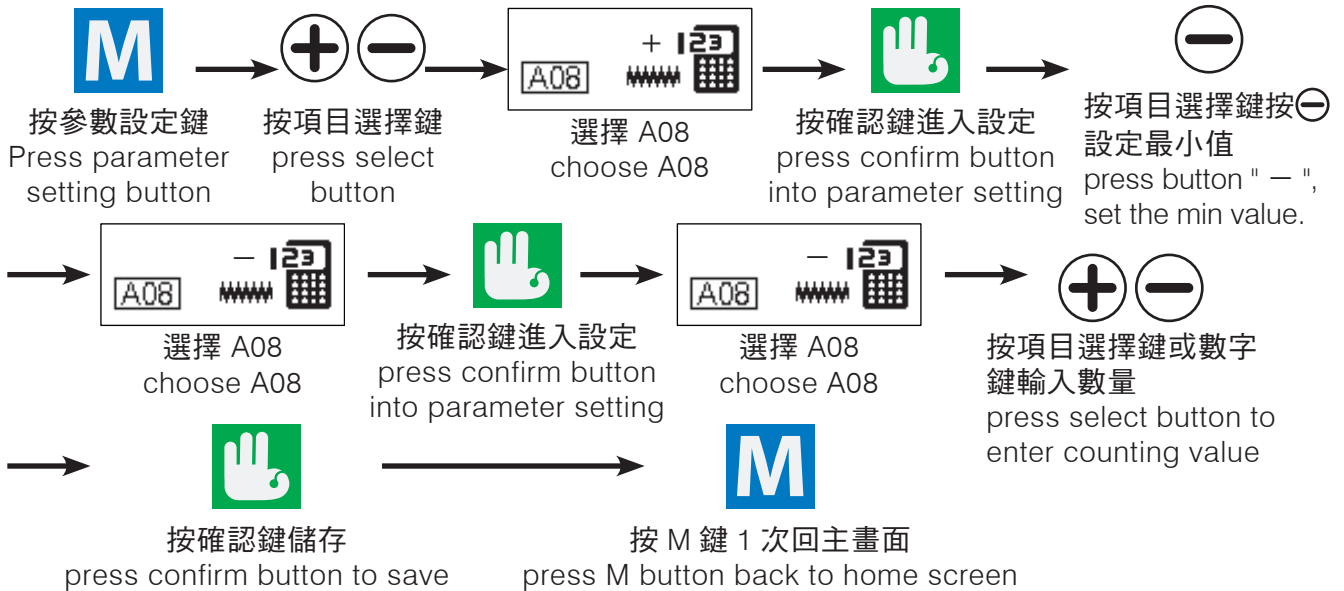 M
按參數設定鍵
Press parameter
setting button
按項目選擇鍵
press select
button
+ 123
A08
選擇 A08
choose A08
按確認鍵進入設定
press confirm button
into parameter setting
按項目選擇鍵按⊖
設定最小值
press button " − ",
set the min value.
− 123
A08
選擇 A08
choose A08
按確認鍵進入設定
press confirm button
into parameter setting
− 123
A08
選擇 A08
choose A08
按項目選擇鍵或數字
鍵輸入數量
press select button to
enter counting value
按確認鍵儲存
press confirm button to save
M
按 M 鍵 1 次回主畫面
press M button back to home screen